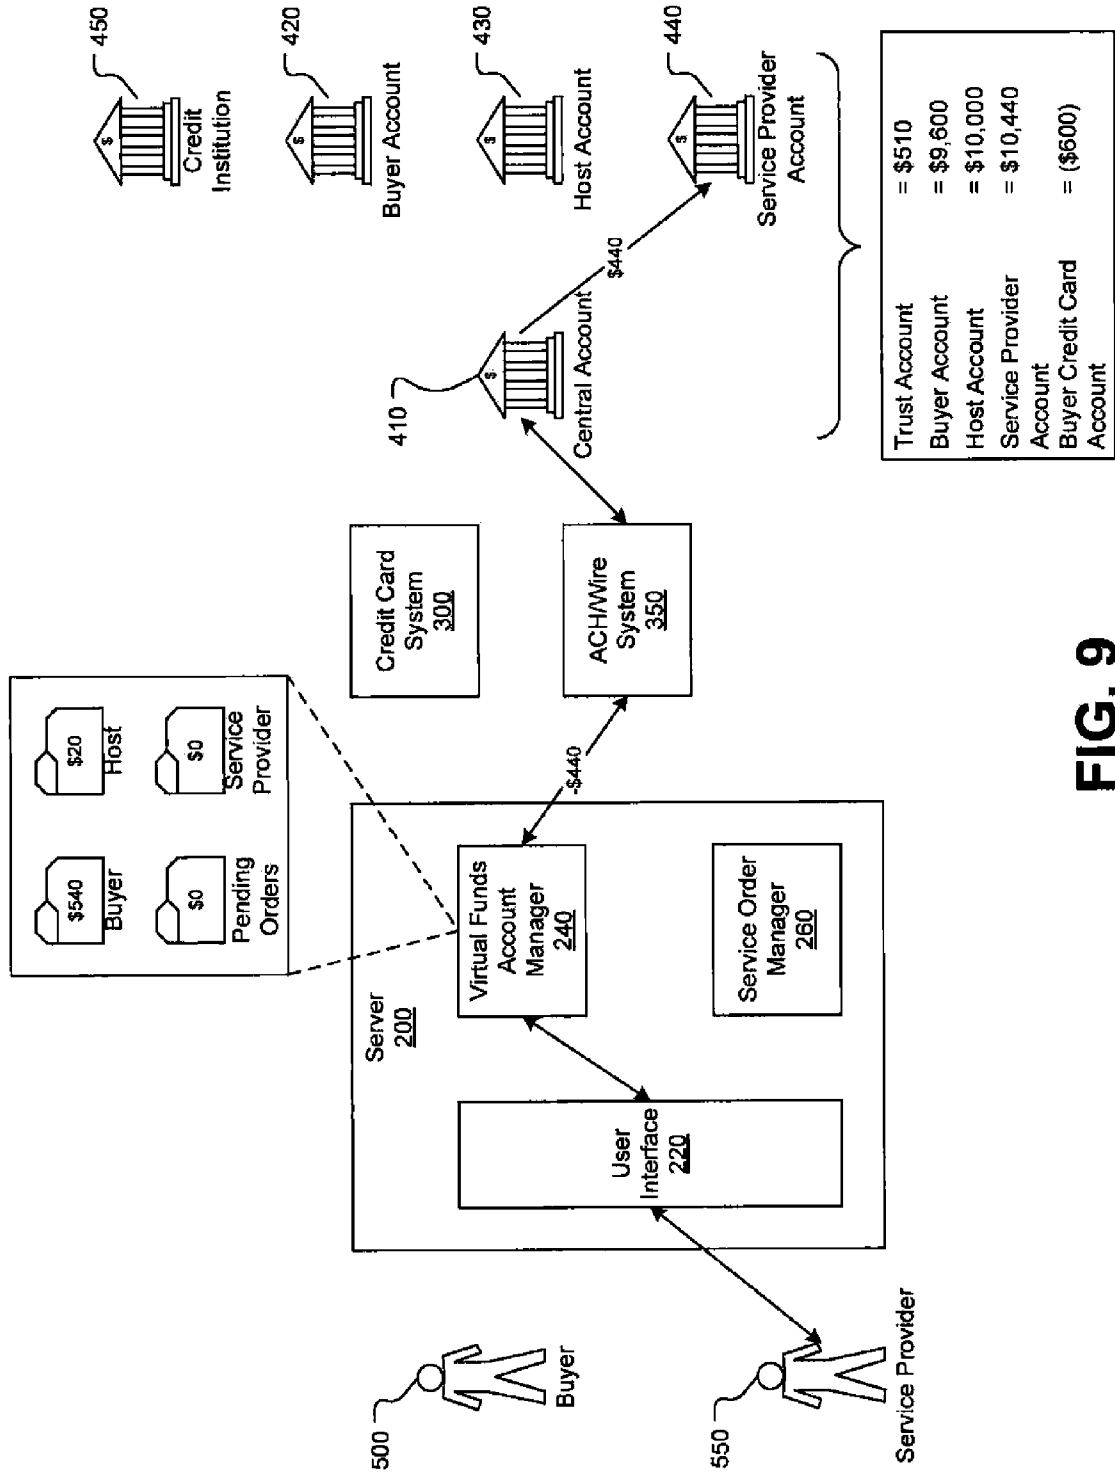 $540
Buyer
$20
Host
$0
Pending
Orders
$0
Service
Provider
500
Buyer
550
Service Provider
Server
200
User
Interface
220
Virtual Funds
Account
Manager
240
Service Order
Manager
260
-$440
Credit Card
System
300
ACH/Wire
System
350
410
$
Central Account
$440
450
$
Credit
Institution
420
$
Buyer Account
430
$
Host Account
440
$
Service Provider
Account
Trust Account = $510
Buyer Account = $9,600
Host Account = $10,000
Service Provider = $10,440
Account
Buyer Credit Card = ($600)
Account
FIG. 9